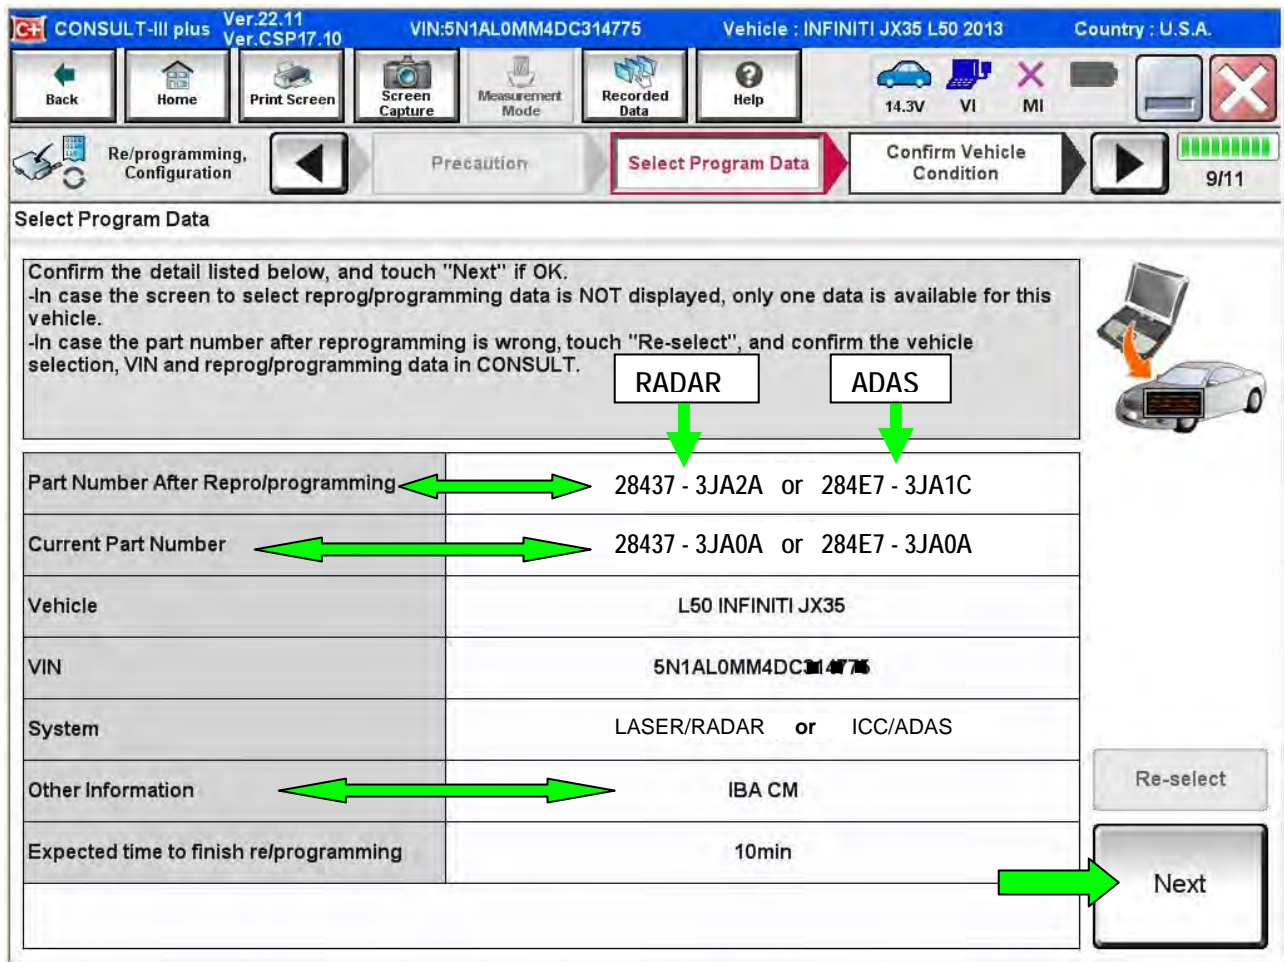 C+ CONSULT-III plus Ver.22.11 VIN:5N1AL0MM4DC314775 Vehicle : INFINITI JX35 L50 2013 Country : U.S.A.
Ver.CSP17.10
Back
Home
Print Screen
Screen
Capture
Measurement
Mode
Recorded
Data
Help
14.3V
VI
MI
Re/programming,
Configuration
Precaution
Select Program Data
Confirm Vehicle
Condition
9/11
Select Program Data
Confirm the detail listed below, and touch "Next" if OK.
-In case the screen to select reprog/programming data is NOT displayed, only one data is available for this
vehicle.
-In case the part number after reprogramming is wrong, touch "Re-select", and confirm the vehicle
selection, VIN and reprog/programming data in CONSULT.
RADAR
ADAS
Part Number After Repro/programming 28437 - 3JA2A or 284E7 - 3JA1C
Current Part Number 28437 - 3JA0A or 284E7 - 3JA0A
Vehicle L50 INFINITI JX35
VIN 5N1AL0MM4DC
System LASER/RADAR or ICC/ADAS
Other Information IBA CM
Expected time to finish re/programming 10min
Re-select
Next